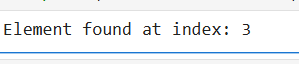 Element found at index: 3